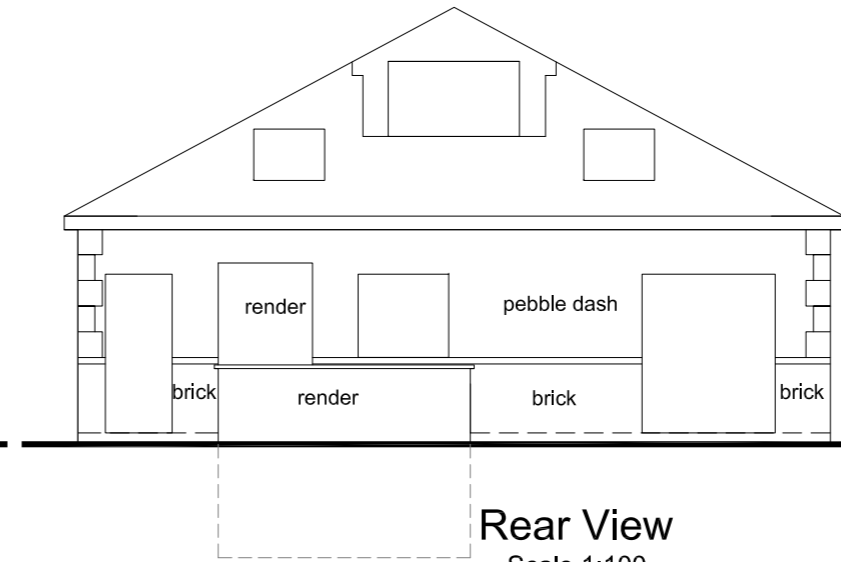 render
pebble dash
brick
render
brick
brick
Rear View
Scale 1:100